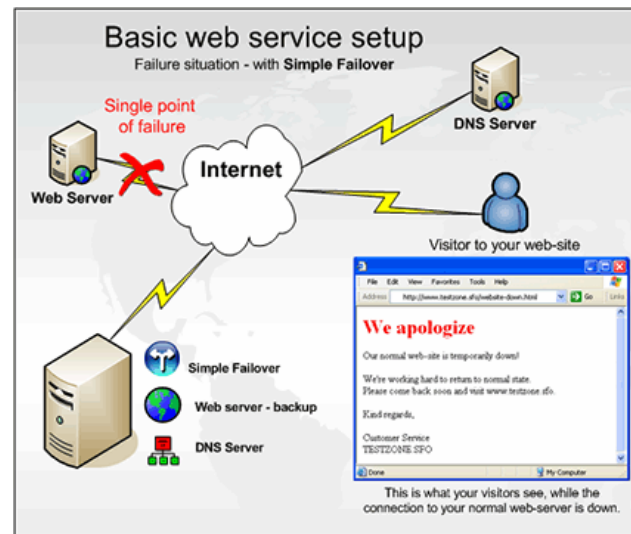 Basic web service setup
Failure situation - with Simple Failover
Single point
of failure
DNS Server
Web Server
Internet
Visitor to your web-site
File Edit View Favorites Tools Help
Address http://www.testzone.sfo/website-down.html Go Links
We apologize
Our normal web-site is temporarily down!
We're working hard to return to normal state.
Please come back soon and visit www.testzone.sfo.
Kind regards,
Customer Service
TESTZONE.SFO
Done My Computer
Simple Failover
Web server - backup
DNS Server
This is what your visitors see, while the
connection to your normal web-server is down.